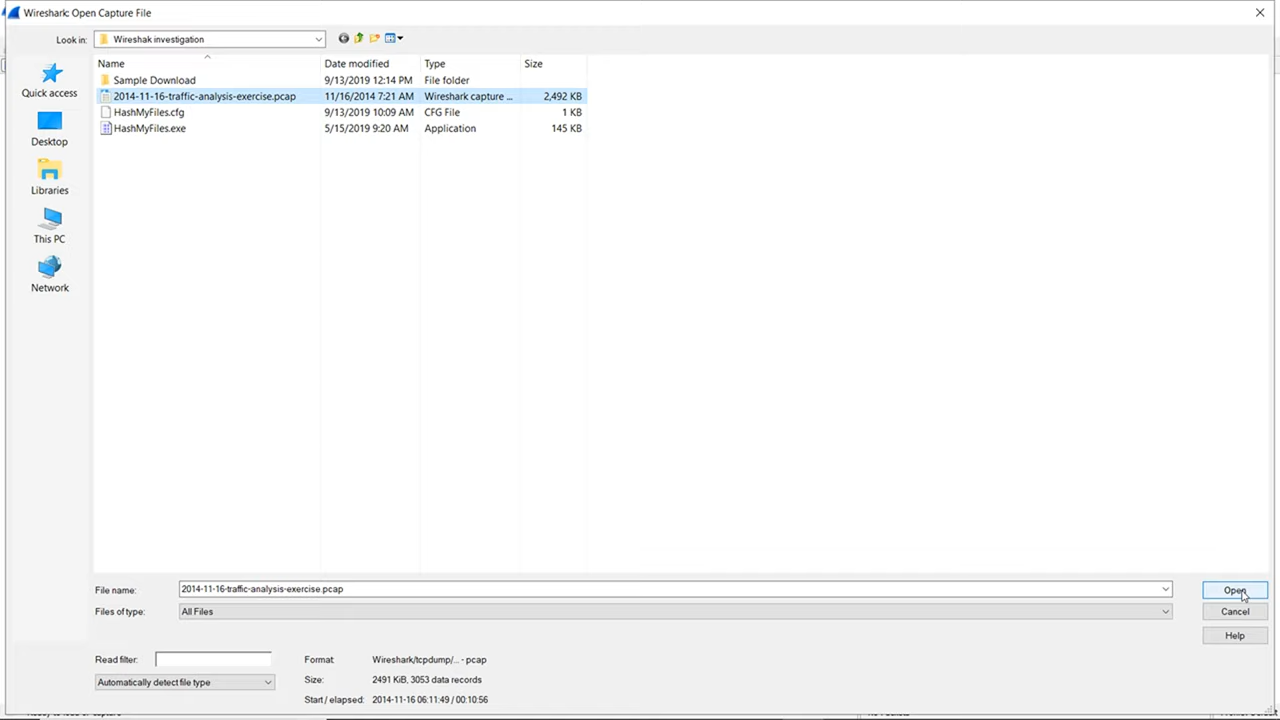 Wireshark: Open Capture File
Look in: Wireshak investigation
Name Date modified Type Size
Sample Download 9/13/2019 12:14 PM File folder
2014-11-16-traffic-analysis-exercise.pcap 11/16/2014 7:21 AM Wireshark capture ... 2,492 KB
HashMyFiles.cfg 9/13/2019 10:09 AM CFG File 1 KB
HashMyFiles.exe 5/15/2019 9:20 AM Application 145 KB
Quick access
Desktop
Libraries
This PC
Network
File name: 2014-11-16-traffic-analysis-exercise.pcap Open
Files of type: All Files Cancel
Help
Read filter: Format: Wireshark/tcpdump/... - pcap
Automatically detect file type Size: 2491 KiB, 3053 data records
Start / elapsed: 2014-11-16 06:11:49 / 00:10:56